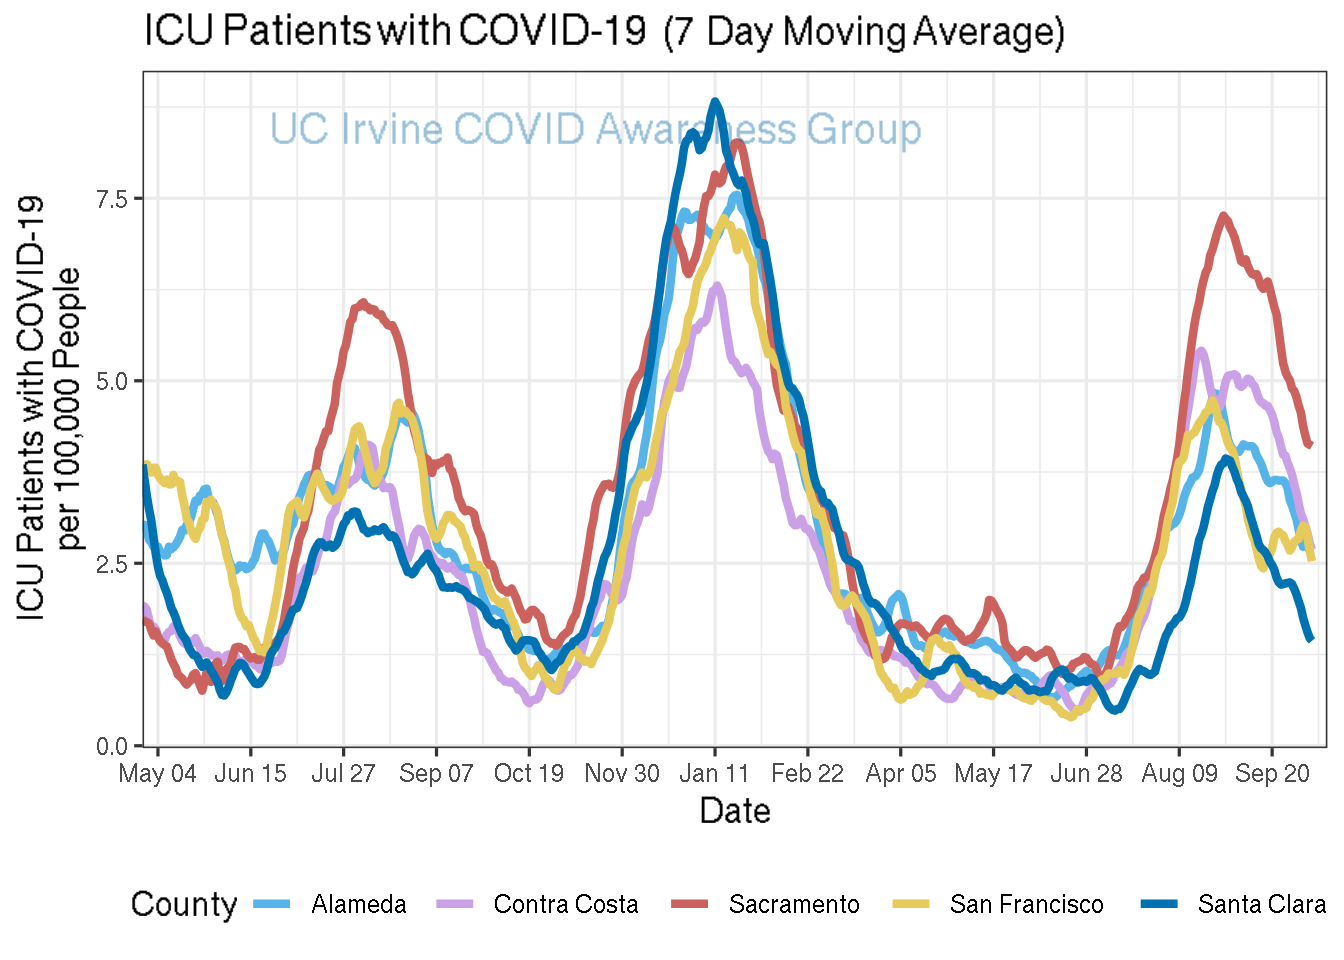 ICU Patients with COVID-19 (7 Day Moving Average)
UC Irvine COVID Awareness Group
ICU Patients with COVID-19
per 100,000 People
7.5
5.0
2.5
0.0
May 04 Jun 15 Jul 27 Sep 07 Oct 19 Nov 30 Jan 11 Feb 22 Apr 05 May 17 Jun 28 Aug 09 Sep 20
Date
County Alameda Contra Costa Sacramento San Francisco Santa Clara